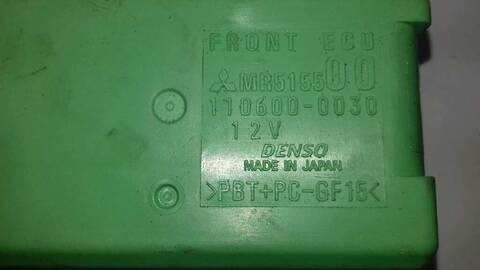 FRONT ECU
MR515500
110600-0030
12V
DENSO
MADE IN JAPAN
>PBT+PC-GF15<